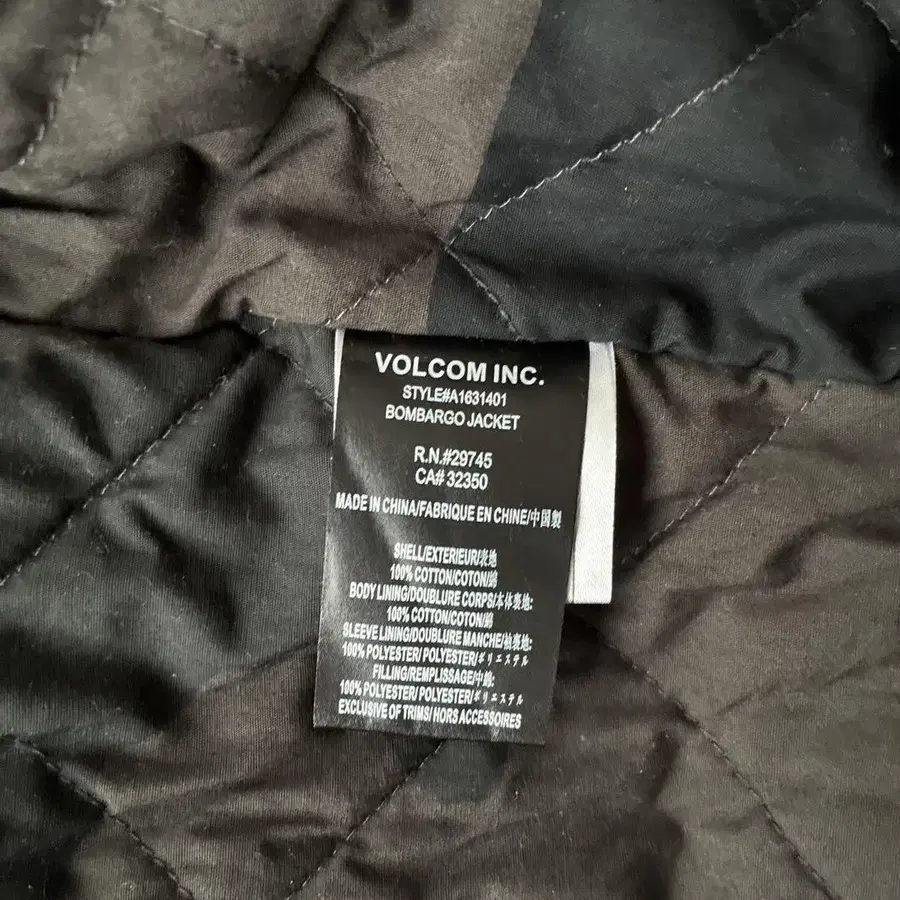 VOLCOM INC.
STYLE#A1631401
BOMBARGO JACKET
R.N.#29745
CA# 32350
MADE IN CHINA/FABRIQUE EN CHINE/中国製
SHELL/EXTERIEUR/表地
100% COTTON/COTON/綿
BODY LINING/DOUBLURE CORPS/本体裏地:
100% COTTON/COTON/綿
SLEEVE LINING/DOUBLURE MANCHE/袖裏地:
100% POLYESTER/ POLYESTER/ポリエステル
FILLING/REMPLISSAGE/中綿:
100% POLYESTER/ POLYESTER/ポリエステル
EXCLUSIVE OF TRIMS/ HORS ACCESSOIRES